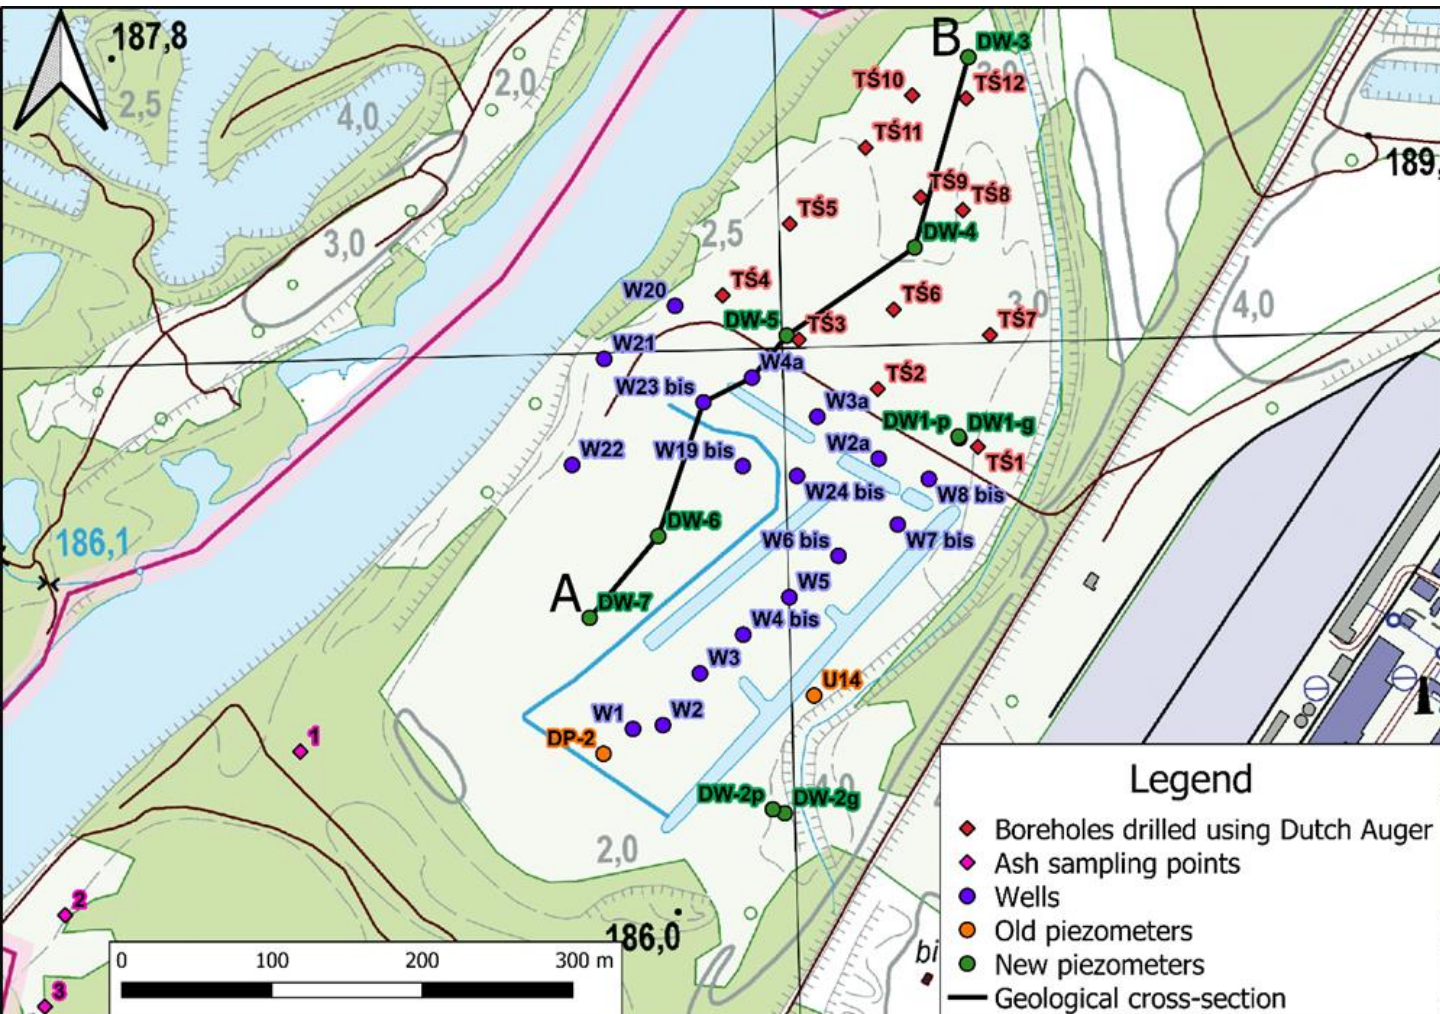 187,8
B
DW-3
2,5
4,0
2,0
TŚ10
TŚ12
TŚ11
189,
TŚ9
TŚ8
TŚ5
DW-4
3,0
2,5
TŚ4
W20
TŚ6
3,0
4,0
DW-5
TŚ3
TŚ7
W21
W4a
W23 bis
TŚ2
W3a
DW1-p
DW1-g
W22
W19 bis
W2a
TŚ1
W24 bis
W8 bis
DW-6
186,1
W6 bis
W7 bis
W5
A
DW-7
W4 bis
W3
U14
W1
W2
DP-2
1
DW-2p
DW-2g
2,0
2
186,0
bi
3
0 100 200 300 m
Legend
Boreholes drilled using Dutch Auger
Ash sampling points
Wells
Old piezometers
New piezometers
Geological cross-section